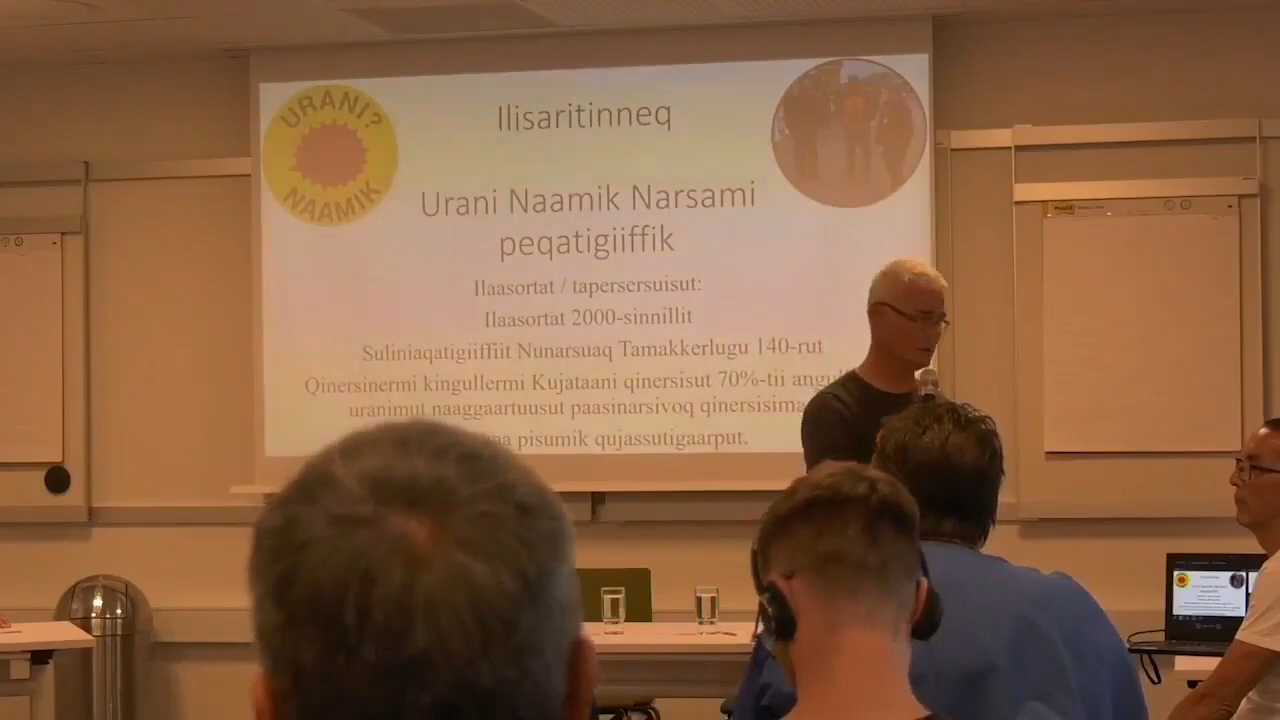 URANI?
NAAMIK
Ilisaritinneq
Urani Naamik Narsami
peqatigiiffik
Ilaasortat / tapersersuisut:
Ilaasortat 2000-sinnillit
Suliniaqatigiiffiit Nunarsuaq Tamakkerlugu 140-rut
Qinersinermi kingullermi Kujataani qinersisut 70%-tii
uranimut naaggaartuusut paasinarsivoq
pisumik qujassutigaarput.